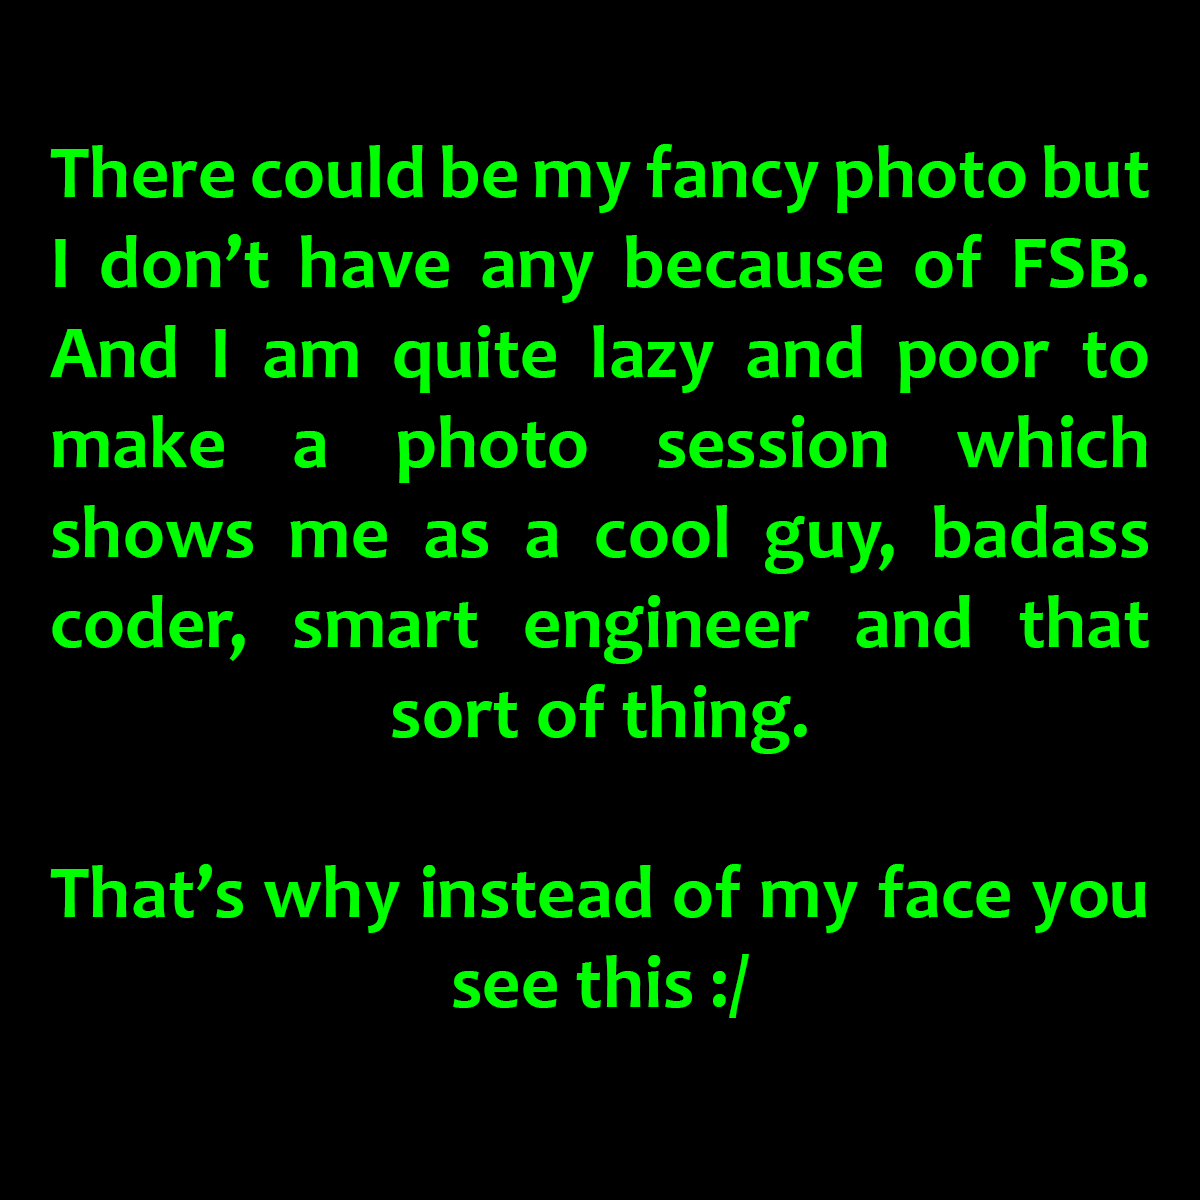 There could be my fancy photo but
I don’t have any because of FSB.
And I am quite lazy and poor to
make a photo session which
shows me as a cool guy, badass
coder, smart engineer and that
sort of thing.
That’s why instead of my face you
see this :/